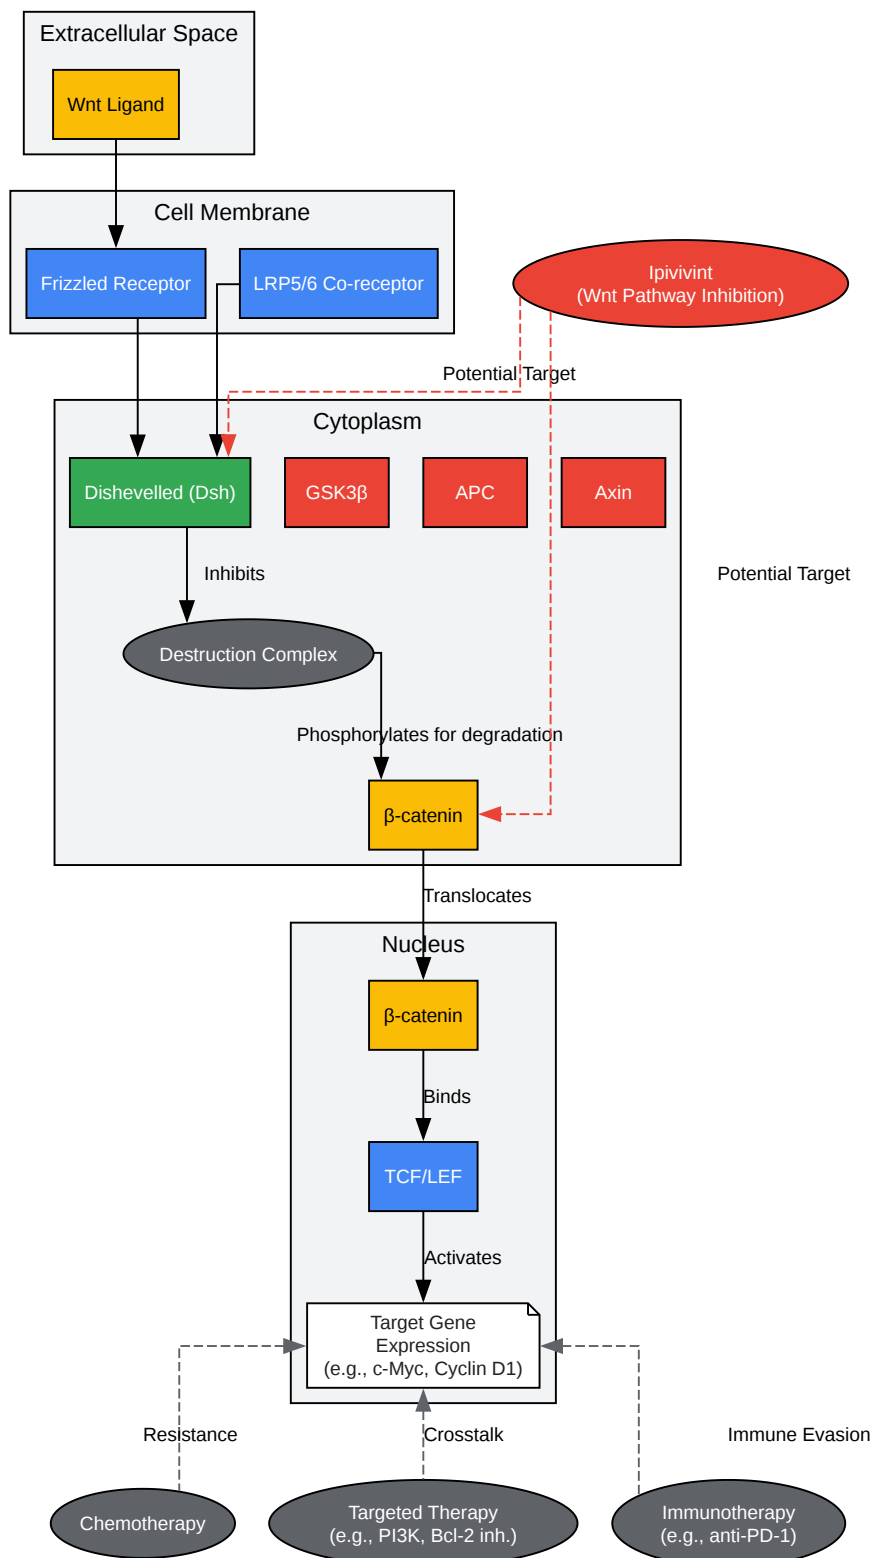 Extracellular Space
Wnt Ligand
Cell Membrane
Frizzled Receptor
LRP5/6 Co-receptor
Ipivivint
(Wnt Pathway Inhibition)
Potential Target
Cytoplasm
Dishevelled (Dsh)
GSK3β
APC
Axin
Inhibits
Potential Target
Destruction Complex
Phosphorylates for degradation
β-catenin
Translocates
Nucleus
β-catenin
Binds
TCF/LEF
Activates
Target Gene
Expression
(e.g., c-Myc, Cyclin D1)
Resistance
Crosstalk
Immune Evasion
Chemotherapy
Targeted Therapy
(e.g., PI3K, Bcl-2 inh.)
Immunotherapy
(e.g., anti-PD-1)